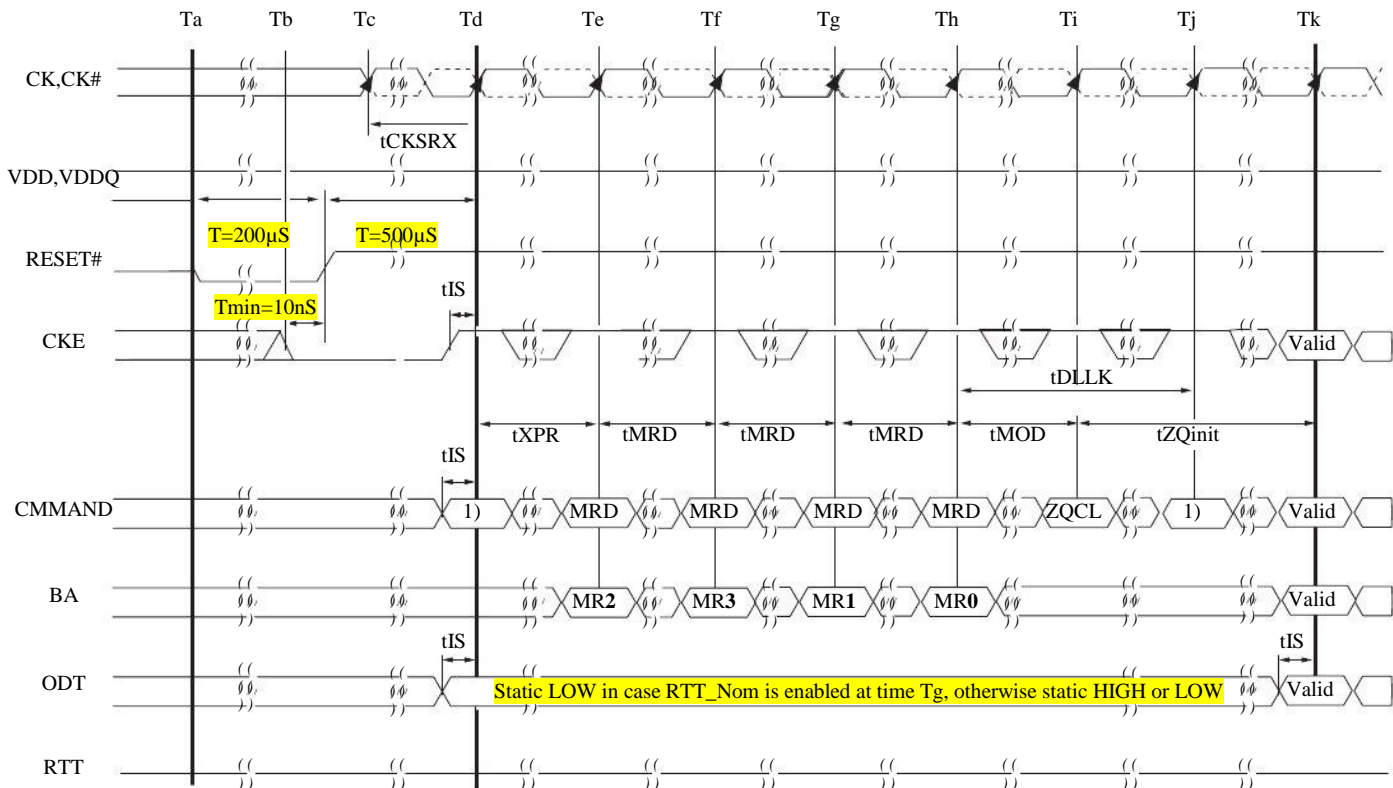 Ta Tb Tc Td Te Tf Tg Th Ti Tj Tk
CK,CK#
tCKSRX
VDD,VDDQ
T=200µS T=500µS
RESET#
Tmin=10nS tIS
CKE Valid
tDLLK
tXPR tMRD tMRD tMRD tMOD tZQinit
tIS
CMMAND 1) MRD MRD MRD MRD ZQCL 1) Valid
BA MR2 MR3 MR1 MR0 Valid
tIS tIS
ODT Static LOW in case RTT_Nom is enabled at time Tg, otherwise static HIGH or LOW Valid
RTT